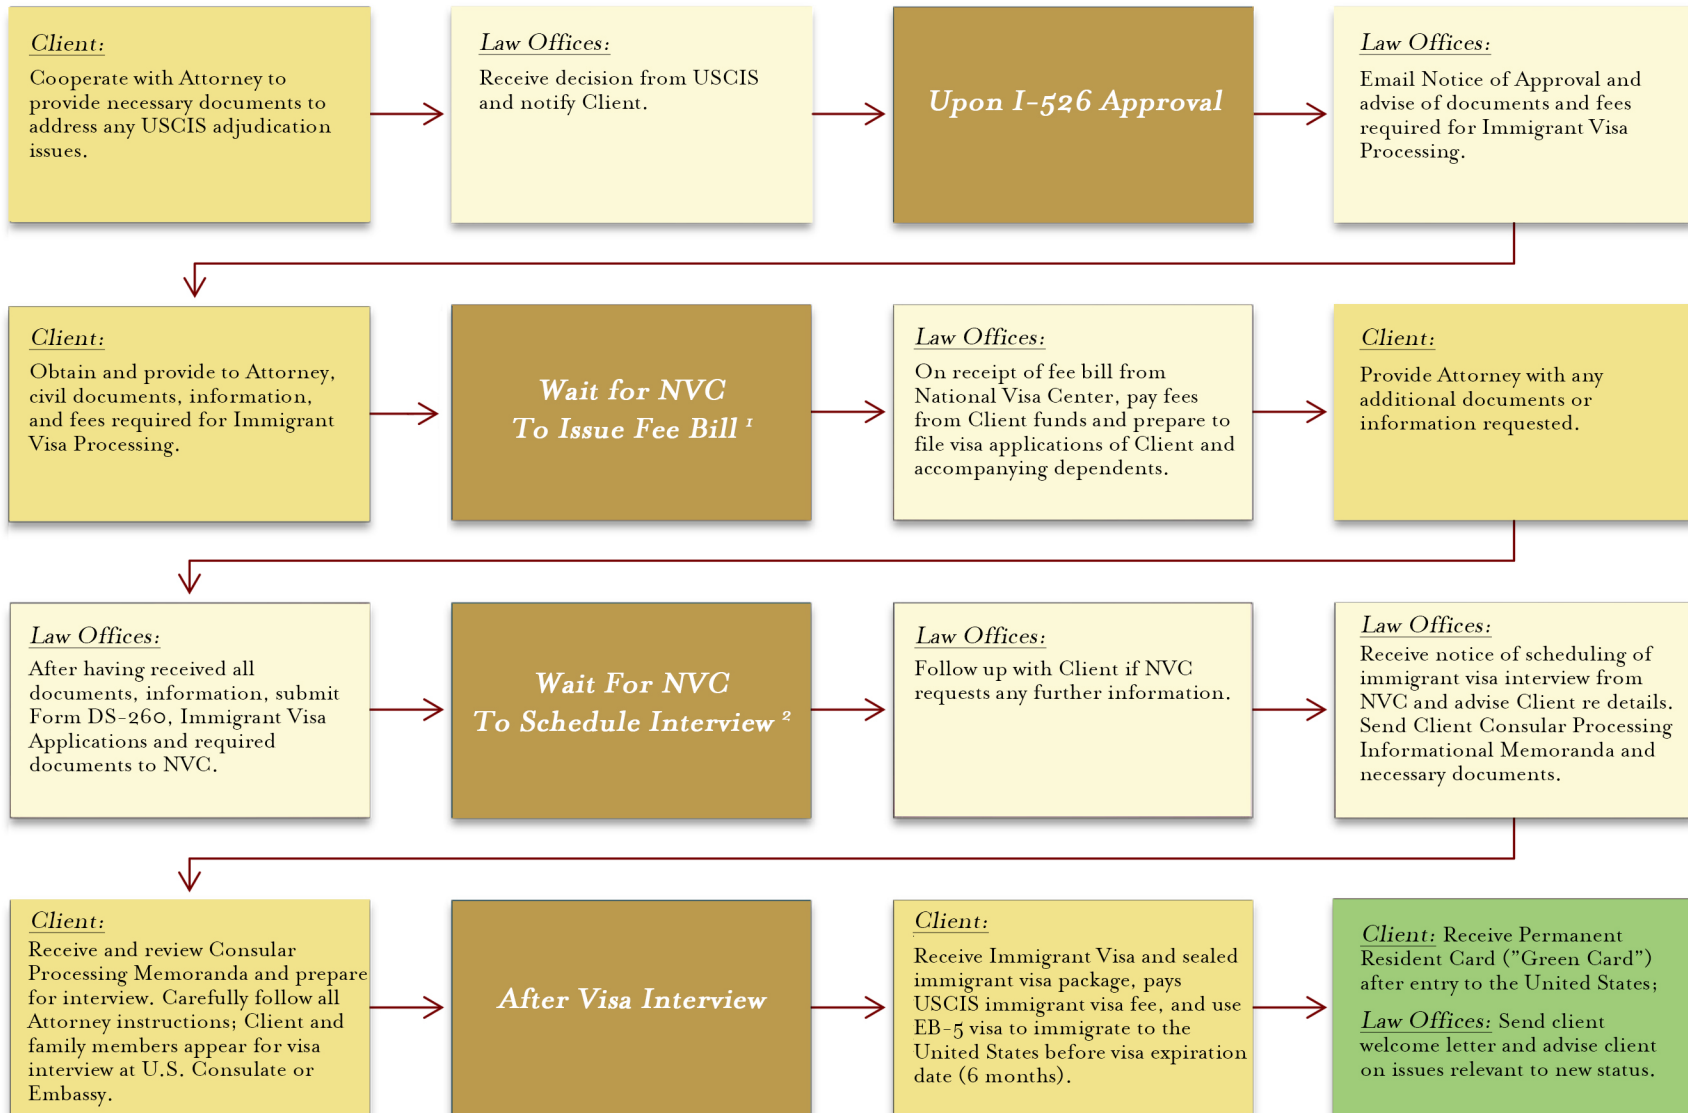 Client:
Cooperate with Attorney to
provide necessary documents to
address any USCIS adjudication
issues.
Law Offices:
Receive decision from USCIS
and notify Client.
Upon I-526 Approval
Law Offices:
Email Notice of Approval and
advise of documents and fees
required for Immigrant Visa
Processing.
Client:
Obtain and provide to Attorney,
civil documents, information,
and fees required for Immigrant
Visa Processing.
Wait for NVC
To Issue Fee Bill 1
Law Offices:
On receipt of fee bill from
National Visa Center, pay fees
from Client funds and prepare to
file visa applications of Client and
accompanying dependents.
Client:
Provide Attorney with any
additional documents or
information requested.
Law Offices:
After having received all
documents, information, submit
Form DS-260, Immigrant Visa
Applications and required
documents to NVC.
Wait For NVC
To Schedule Interview 2
Law Offices:
Follow up with Client if NVC
requests any further information.
Law Offices:
Receive notice of scheduling of
immigrant visa interview from
NVC and advise Client re details.
Send Client Consular Processing
Informational Memoranda and
necessary documents.
Client:
Receive and review Consular
Processing Memoranda and prepare
for interview. Carefully follow all
Attorney instructions; Client and
family members appear for visa
interview at U.S. Consulate or
Embassy.
After Visa Interview
Client:
Receive Immigrant Visa and sealed
immigrant visa package, pays
USCIS immigrant visa fee, and use
EB-5 visa to immigrate to the
United States before visa expiration
date (6 months).
Client: Receive Permanent
Resident Card ("Green Card")
after entry to the United States;
Law Offices: Send client
welcome letter and advise client
on issues relevant to new status.